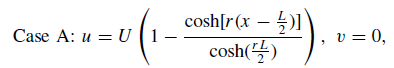 Case A: u = U ( 1 − cosh[r(x − L/2)] / cosh(rL/2) ), v = 0,